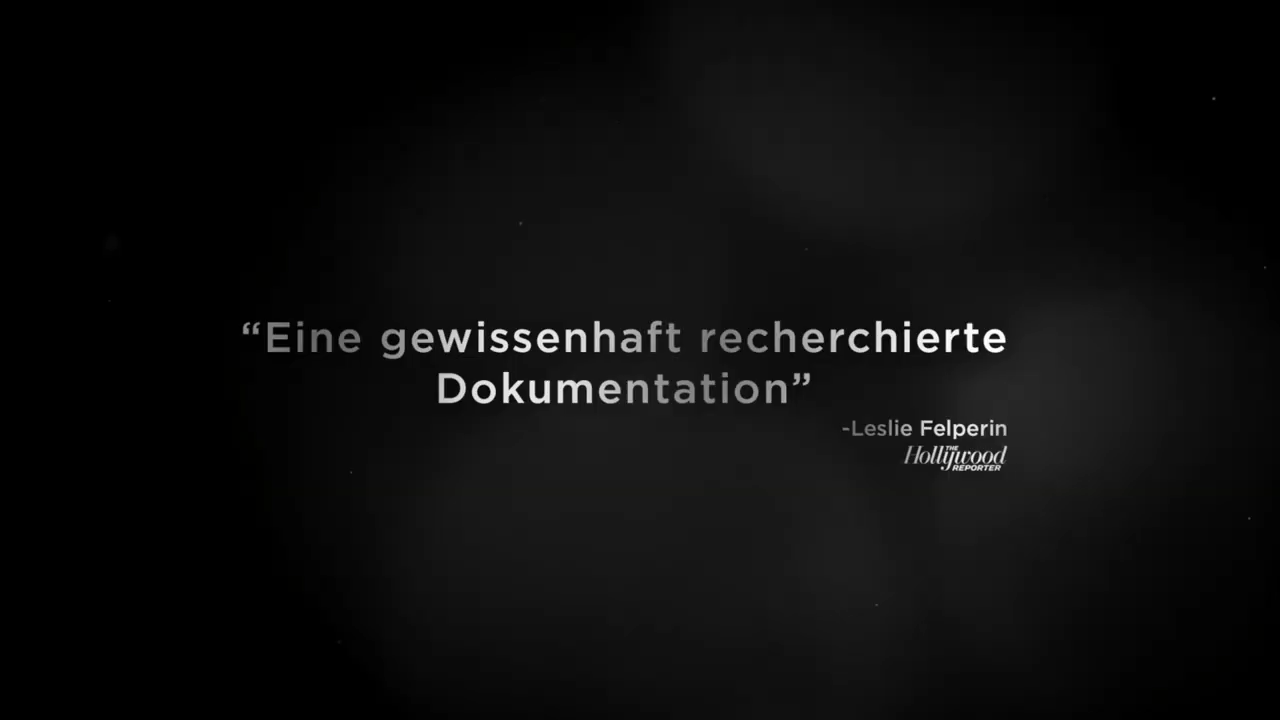 “Eine gewissenhaft recherchierte
Dokumentation”
-Leslie Felperin
THE
Hollywood
REPORTER